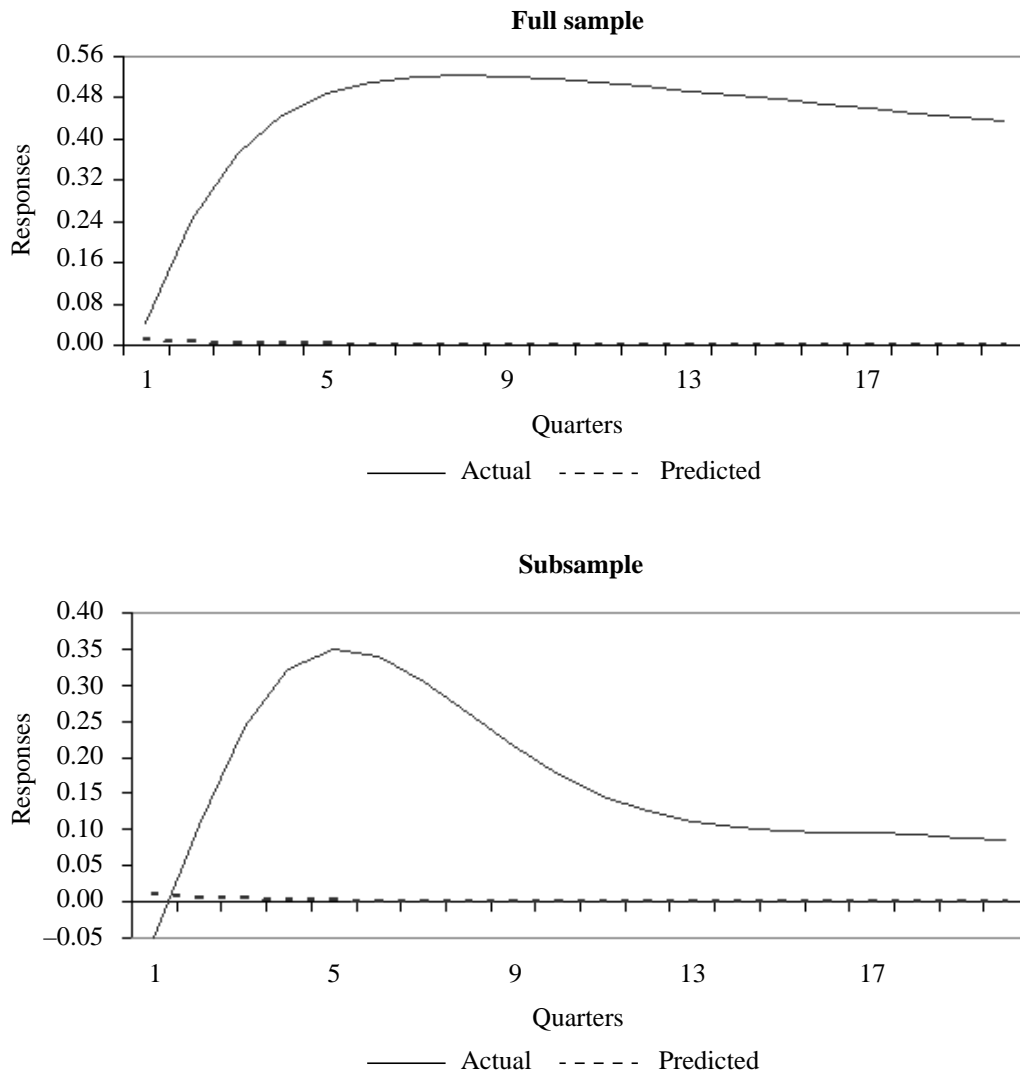 Full sample
0.56
0.48
0.40
0.32
0.24
0.16
0.08
0.00
Responses
1 5 9 13 17
Quarters
Actual Predicted
Subsample
0.40
0.35
0.30
0.25
0.20
0.15
0.10
0.05
0.00
–0.05
Responses
1 5 9 13 17
Quarters
Actual Predicted